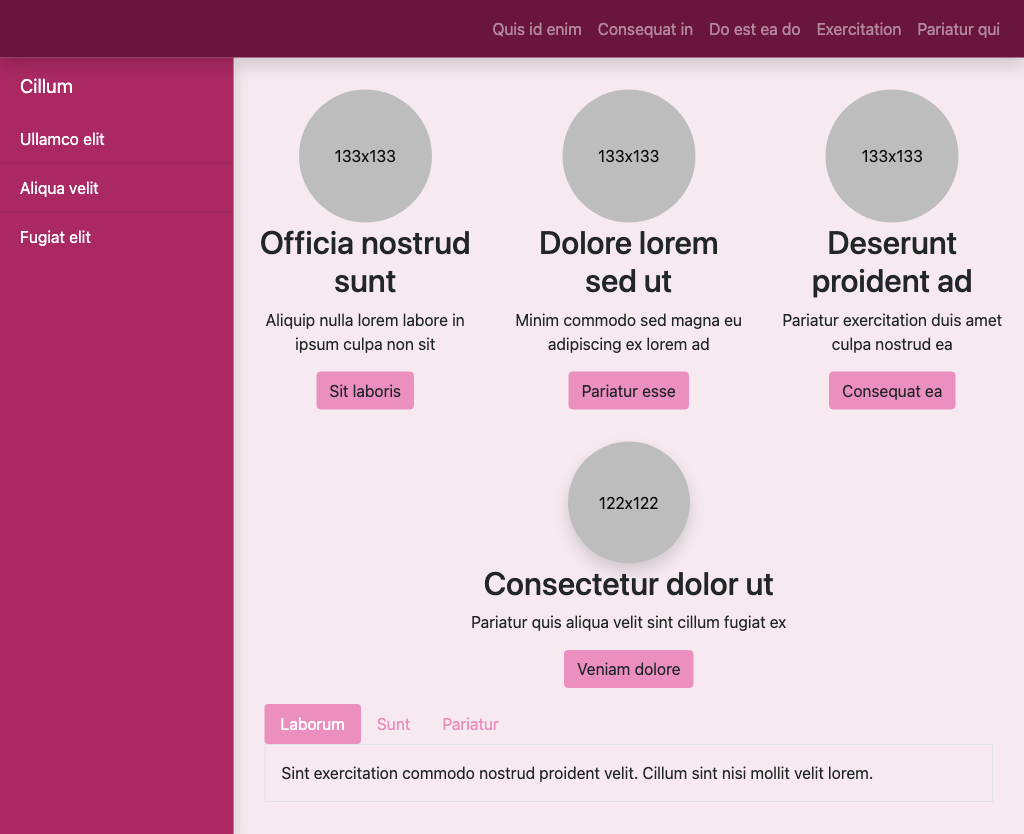 Quis id enim Consequat in Do est ea do Exercitation Pariatur qui
Cillum
Ullamco elit
Aliqua velit
Fugiat elit
133x133
Officia nostrud
sunt
Aliquip nulla lorem labore in
ipsum culpa non sit
Sit laboris
133x133
Dolore lorem
sed ut
Minim commodo sed magna eu
adipiscing ex lorem ad
Pariatur esse
133x133
Deserunt
proident ad
Pariatur exercitation duis amet
culpa nostrud ea
Consequat ea
122x122
Consectetur dolor ut
Pariatur quis aliqua velit sint cillum fugiat ex
Veniam dolore
Laborum Sunt Pariatur
Sint exercitation commodo nostrud proident velit. Cillum sint nisi mollit velit lorem.